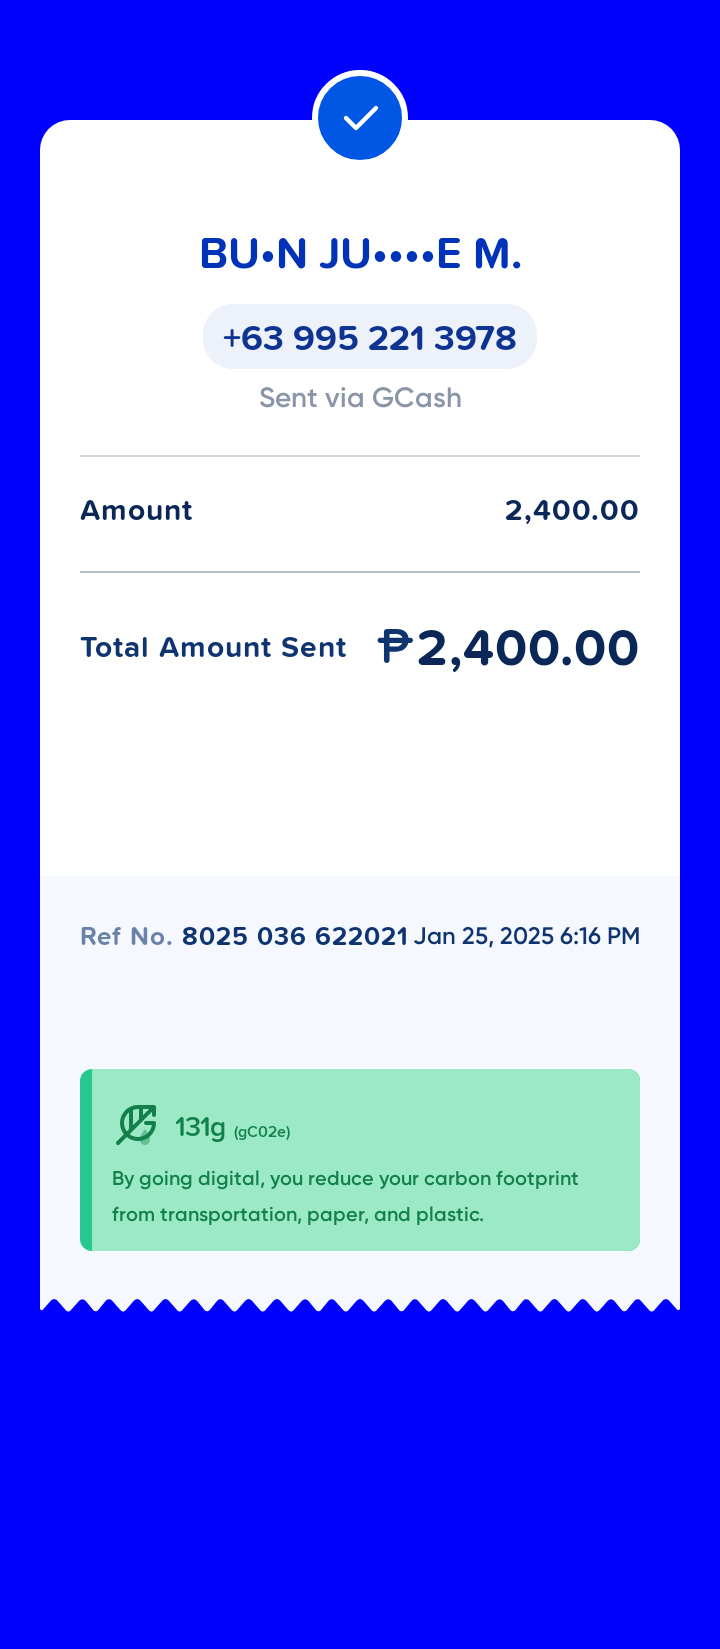 BU•N JU••••E M.
+63 995 221 3978
Sent via GCash
Amount 2,400.00
Total Amount Sent ₱2,400.00
Ref No. 8025 036 622021 Jan 25, 2025 6:16 PM
131g (gC02e)
By going digital, you reduce your carbon footprint
from transportation, paper, and plastic.